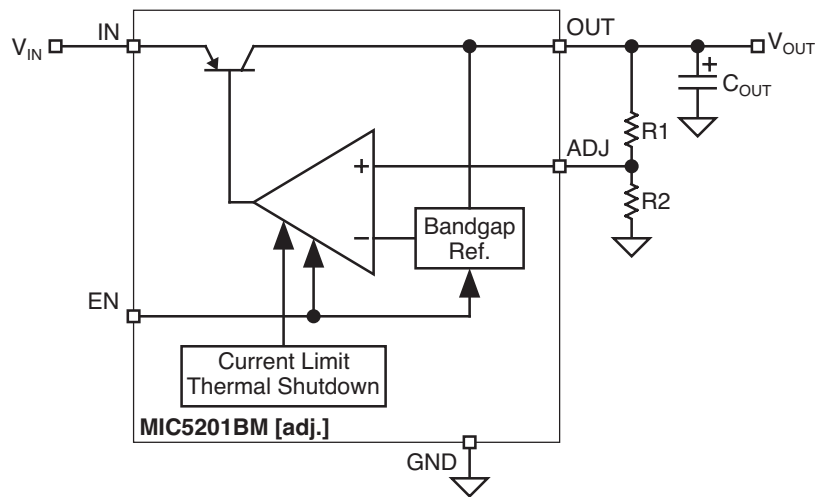 V_IN
IN
OUT
V_OUT
+
C_OUT
R1
ADJ
+
R2
−
Bandgap
Ref.
EN
Current Limit
Thermal Shutdown
MIC5201BM [adj.]
GND